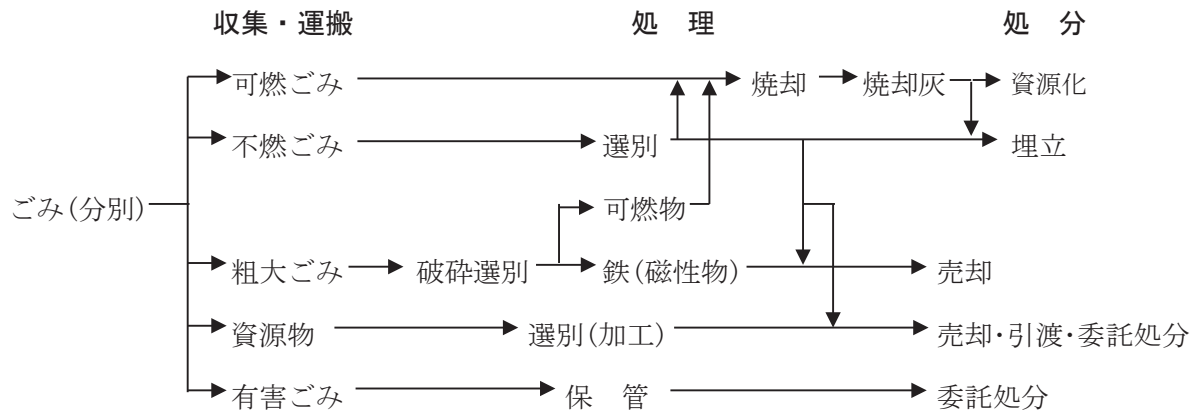 収集・運搬 処　理 処　分
可燃ごみ 焼却 焼却灰 資源化
不燃ごみ 選別 埋立
ごみ(分別) 可燃物
粗大ごみ 破砕選別 鉄(磁性物) 売却
資源物 選別(加工) 売却・引渡・委託処分
有害ごみ 保　管 委託処分